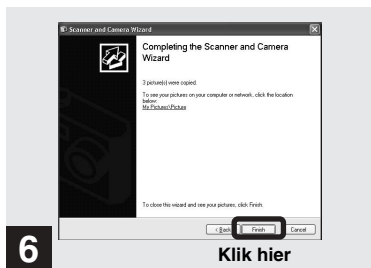 Scanner and Camera Wizard
Completing the Scanner and Camera
Wizard
3 picture(s) were copied.
To see your pictures on your computer or network, click the location
below:
My Pictures\Picture
To close this wizard and see your pictures, click Finish.
< Back
Finish
Cancel
6
Klik hier